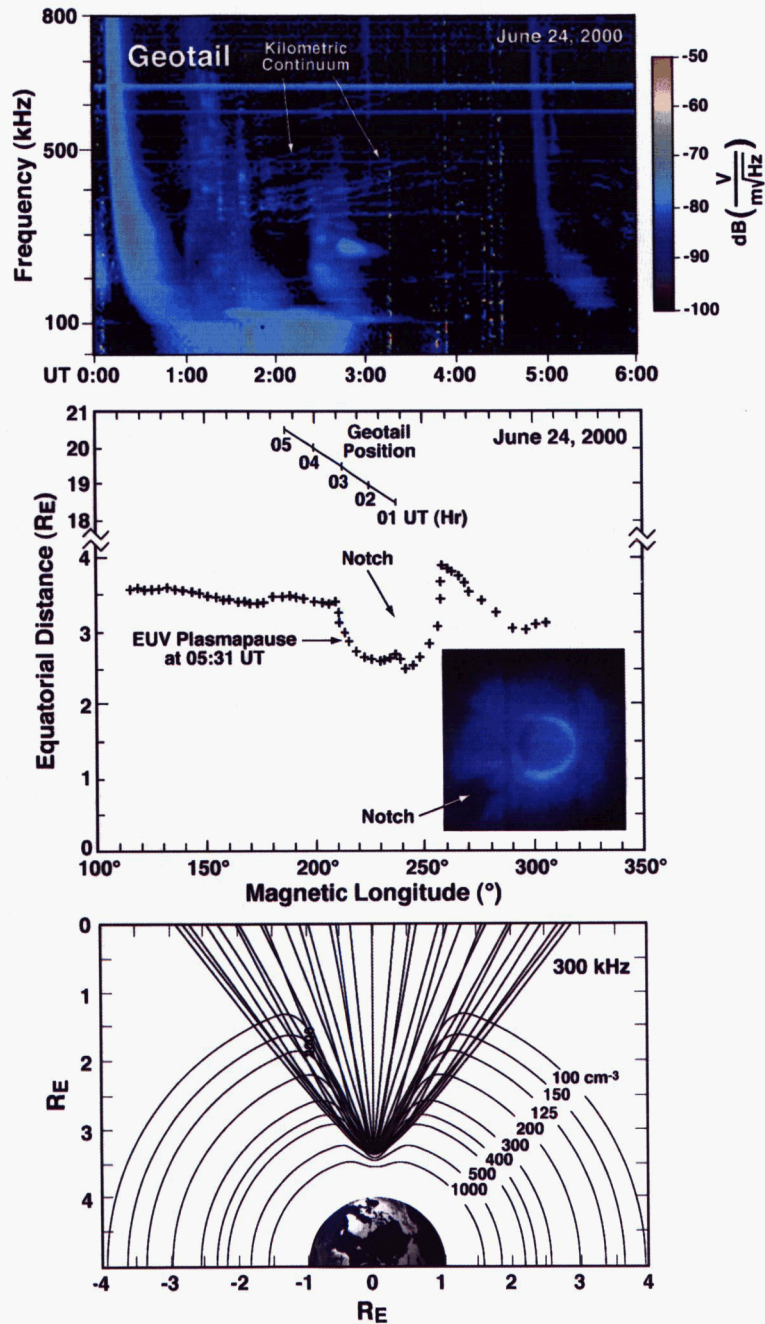 800
500
100
Frequency (kHz)
Geotail
Kilometric
Continuum
June 24, 2000
-50
-60
-70
-80
-90
-100
dB(V/m√Hz)
UT 0:00 1:00 2:00 3:00 4:00 5:00 6:00
21
20
19
18
4
3
2
1
0
Equatorial Distance (RE)
Geotail
Position
June 24, 2000
05
04
03
02
01 UT (Hr)
Notch
EUV Plasmapause
at 05:31 UT
Notch
100° 150° 200° 250° 300° 350°
Magnetic Longitude (°)
0
1
2
3
4
RE
300 kHz
100 cm-3
150
125
200
300
400
500
1000
-4 -3 -2 -1 0 1 2 3 4
RE